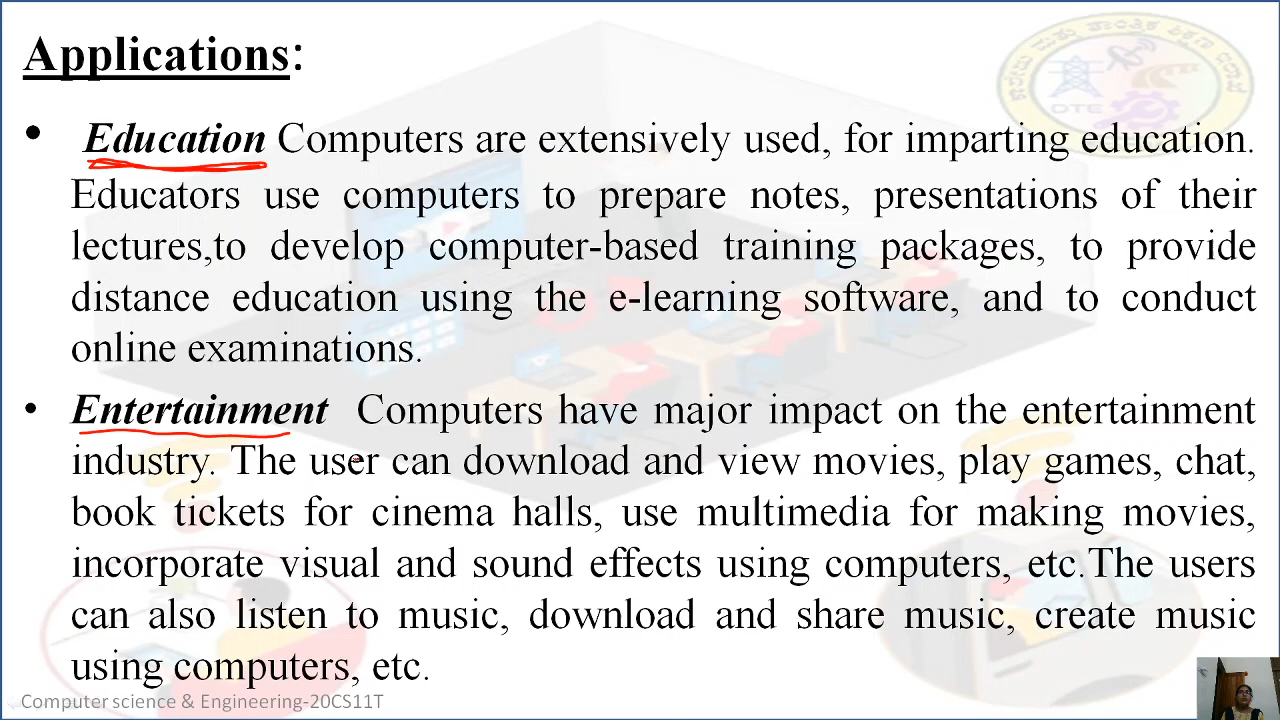 Applications:
• Education Computers are extensively used, for imparting education.
Educators use computers to prepare notes, presentations of their
lectures,to develop computer-based training packages, to provide
distance education using the e-learning software, and to conduct
online examinations.
• Entertainment Computers have major impact on the entertainment
industry. The user can download and view movies, play games, chat,
book tickets for cinema halls, use multimedia for making movies,
incorporate visual and sound effects using computers, etc.The users
can also listen to music, download and share music, create music
using computers, etc.
Computer science & Engineering-20CS11T
DTE